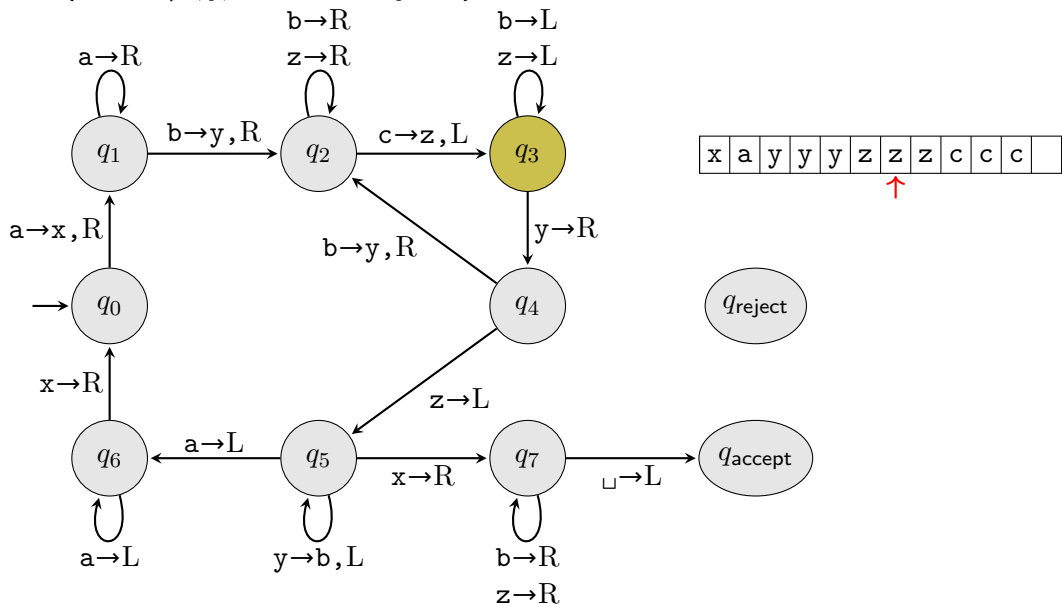 b→R
z→R
b→L
z→L
a→R
q1
b→y,R
q2
c→z,L
q3
x a y y y z z z c c c
↑
a→x,R
b→y,R
y→R
q0
q4
qreject
x→R
z→L
q6
a→L
q5
x→R
q7
␣→L
qaccept
a→L
y→b,L
b→R
z→R